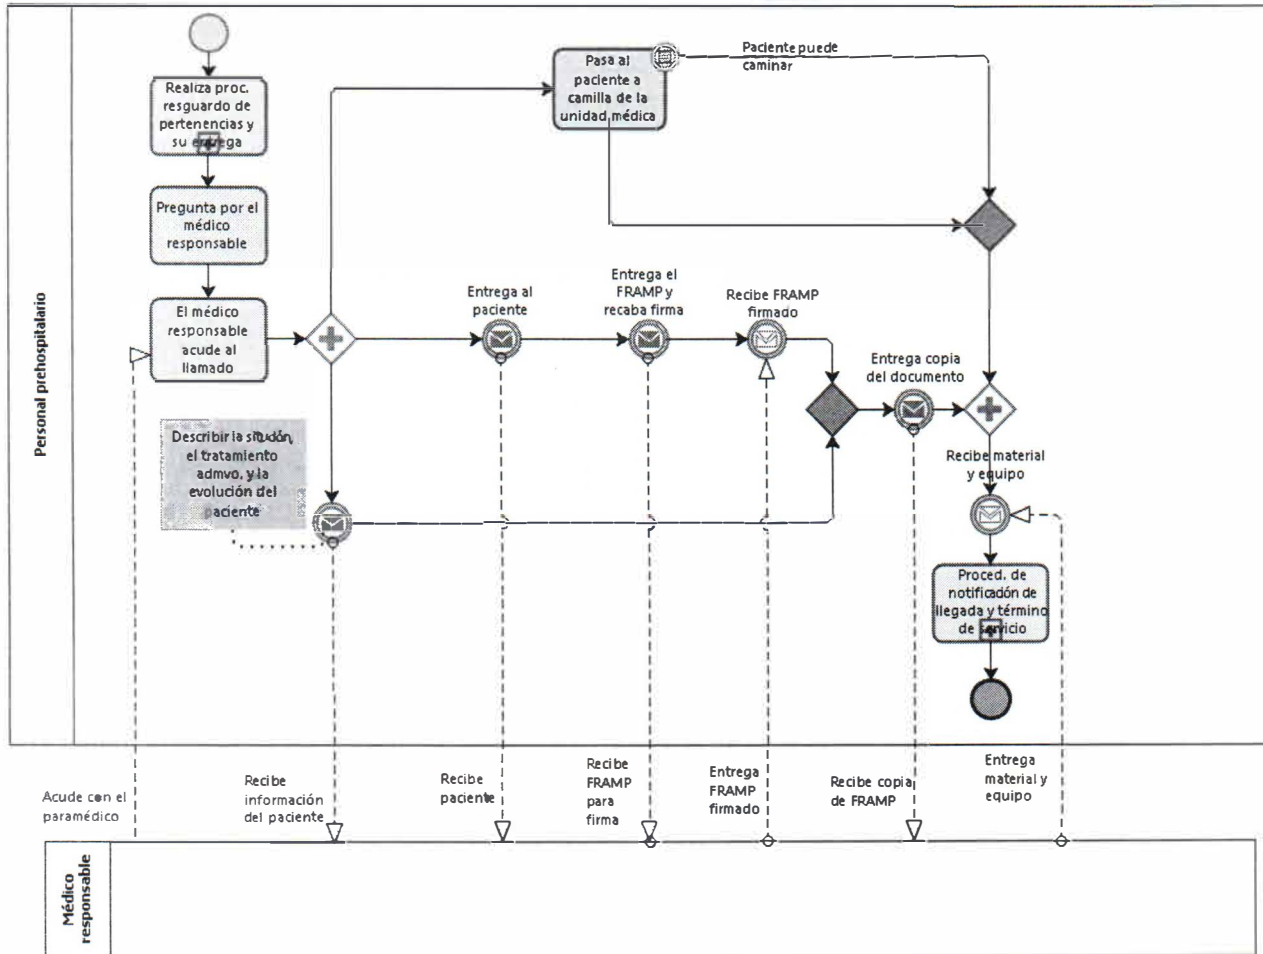 Personal prehospitalario
Realiza proc.
resguardo de
pertenencias y
su entrega
Pregunta por el
médico
responsable
El médico
responsable
acude al
llamado
Describir la situdón,
el tratamiento
admvo, y la
evolución del
paciente
Pasa al
paciente a
camilla de la
unidad médica
Paciente puede
caminar
Entrega al
paciente
Entrega el
FRAMP y
recaba firma
Recibe FRAMP
firmado
Entrega copia
del documento
Recibe material
y equipo
Proced. de
notificación de
llegada y término
de servicio
Acude con el
paramédico
Recibe
información
del paciente
Recibe
paciente
Recibe
FRAMP
para
firma
Entrega
FRAMP
firmado
Recibe copia
de FRAMP
Entrega
material y
equipo
Médico
responsable